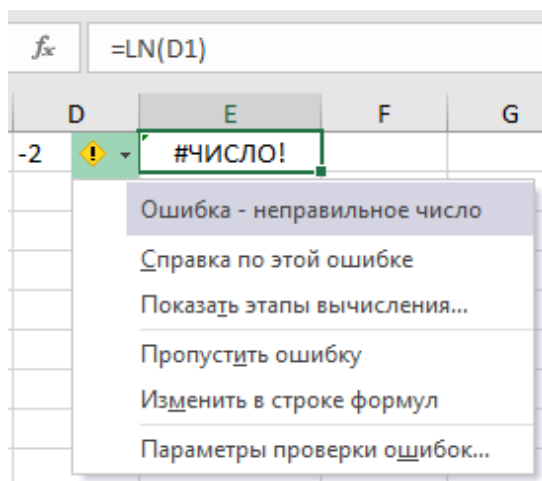 fx =LN(D1)
D E F G
-2 #ЧИСЛО!
Ошибка - неправильное число
Справка по этой ошибке
Показать этапы вычисления...
Пропустить ошибку
Изменить в строке формул
Параметры проверки ошибок...